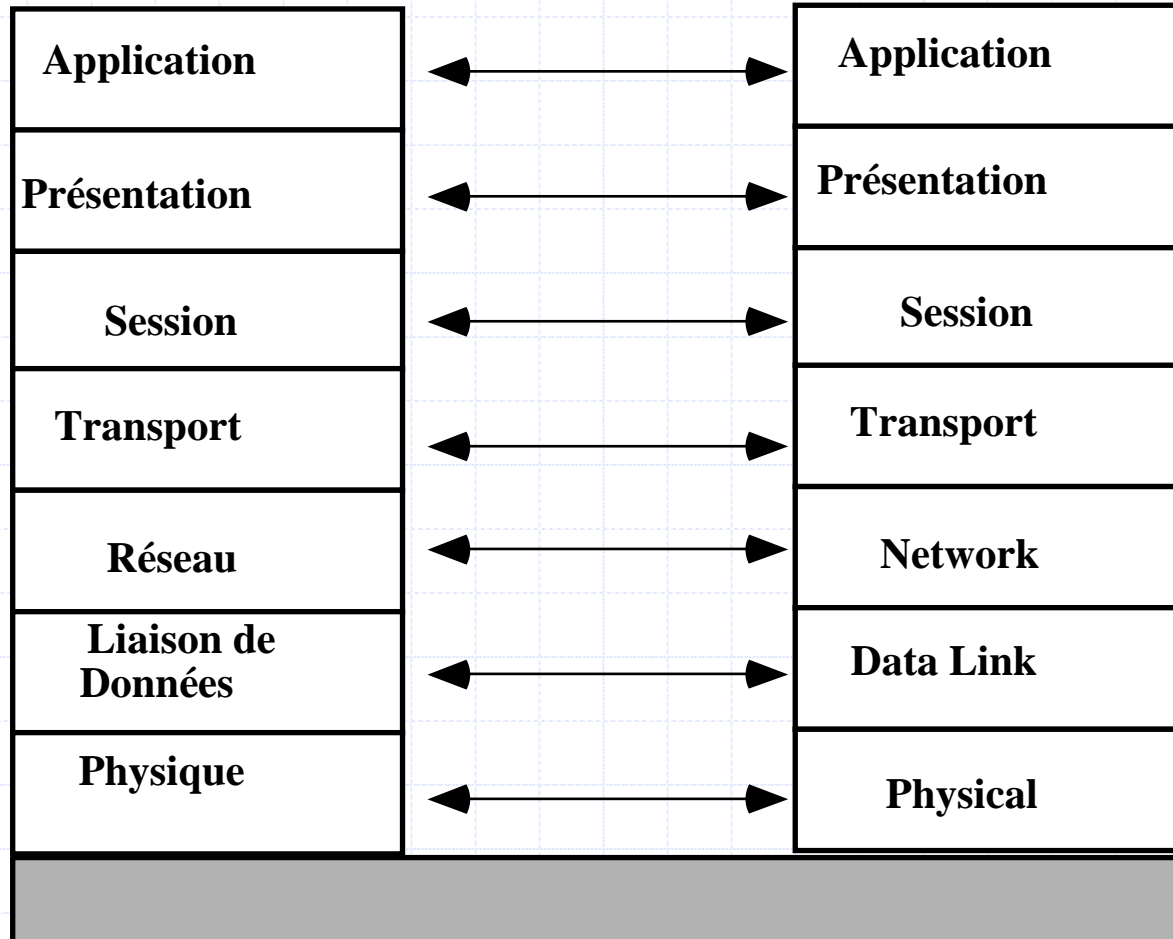 Application
Présentation
Session
Transport
Réseau
Liaison de
Données
Physique
Application
Présentation
Session
Transport
Network
Data Link
Physical